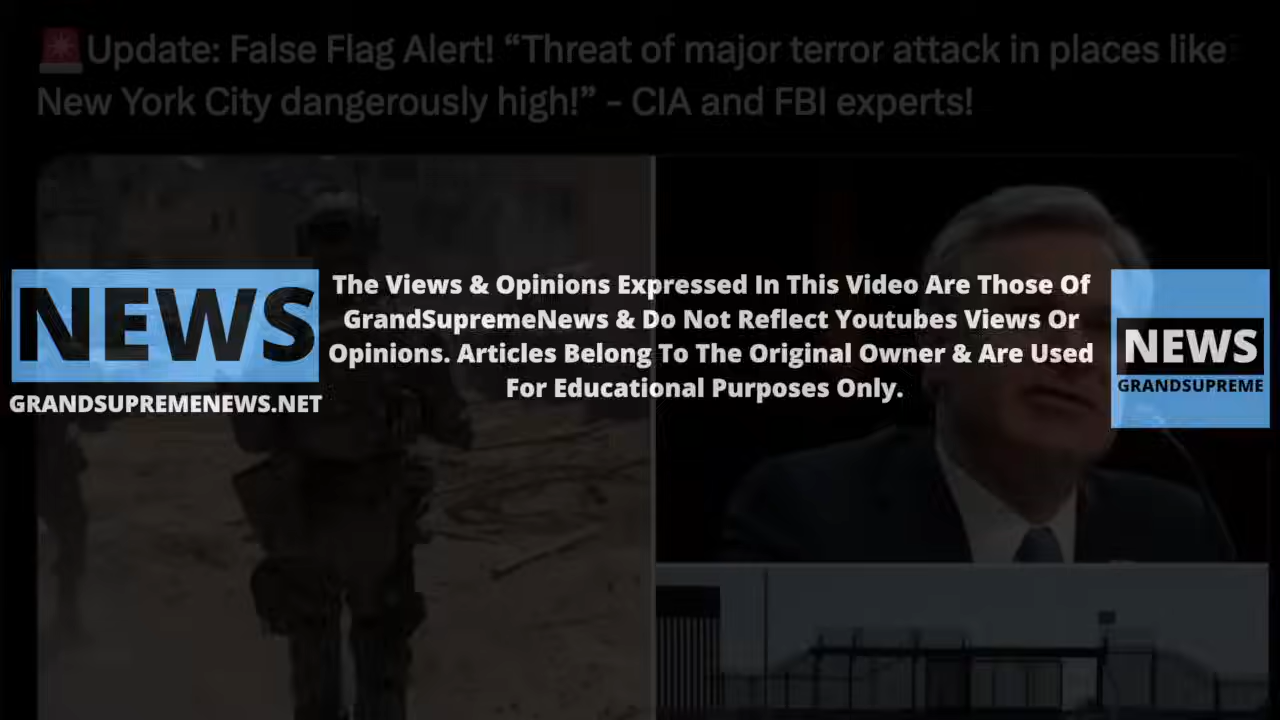 🚨Update: False Flag Alert! “Threat of major terror attack in places like
New York City dangerously high!” - CIA and FBI experts!
NEWS
GRANDSUPREMENEWS.NET
The Views & Opinions Expressed In This Video Are Those Of
GrandSupremeNews & Do Not Reflect Youtubes Views Or
Opinions. Articles Belong To The Original Owner & Are Used
For Educational Purposes Only.
NEWS
GRANDSUPREME